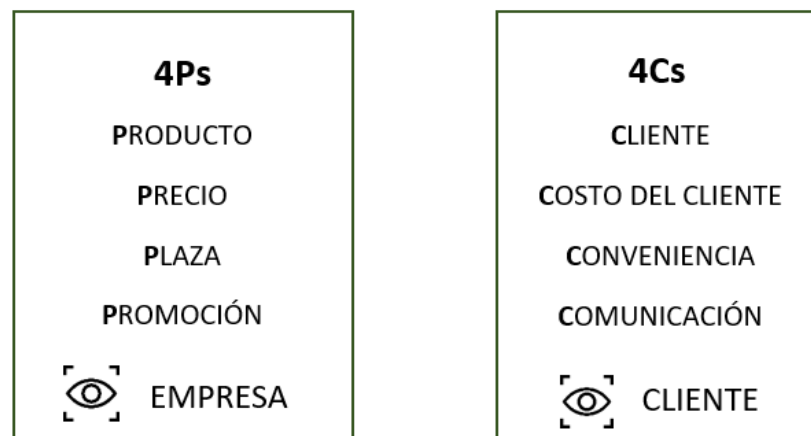 4Ps
PRODUCTO
PRECIO
PLAZA
PROMOCIÓN
EMPRESA
4Cs
CLIENTE
COSTO DEL CLIENTE
CONVENIENCIA
COMUNICACIÓN
CLIENTE